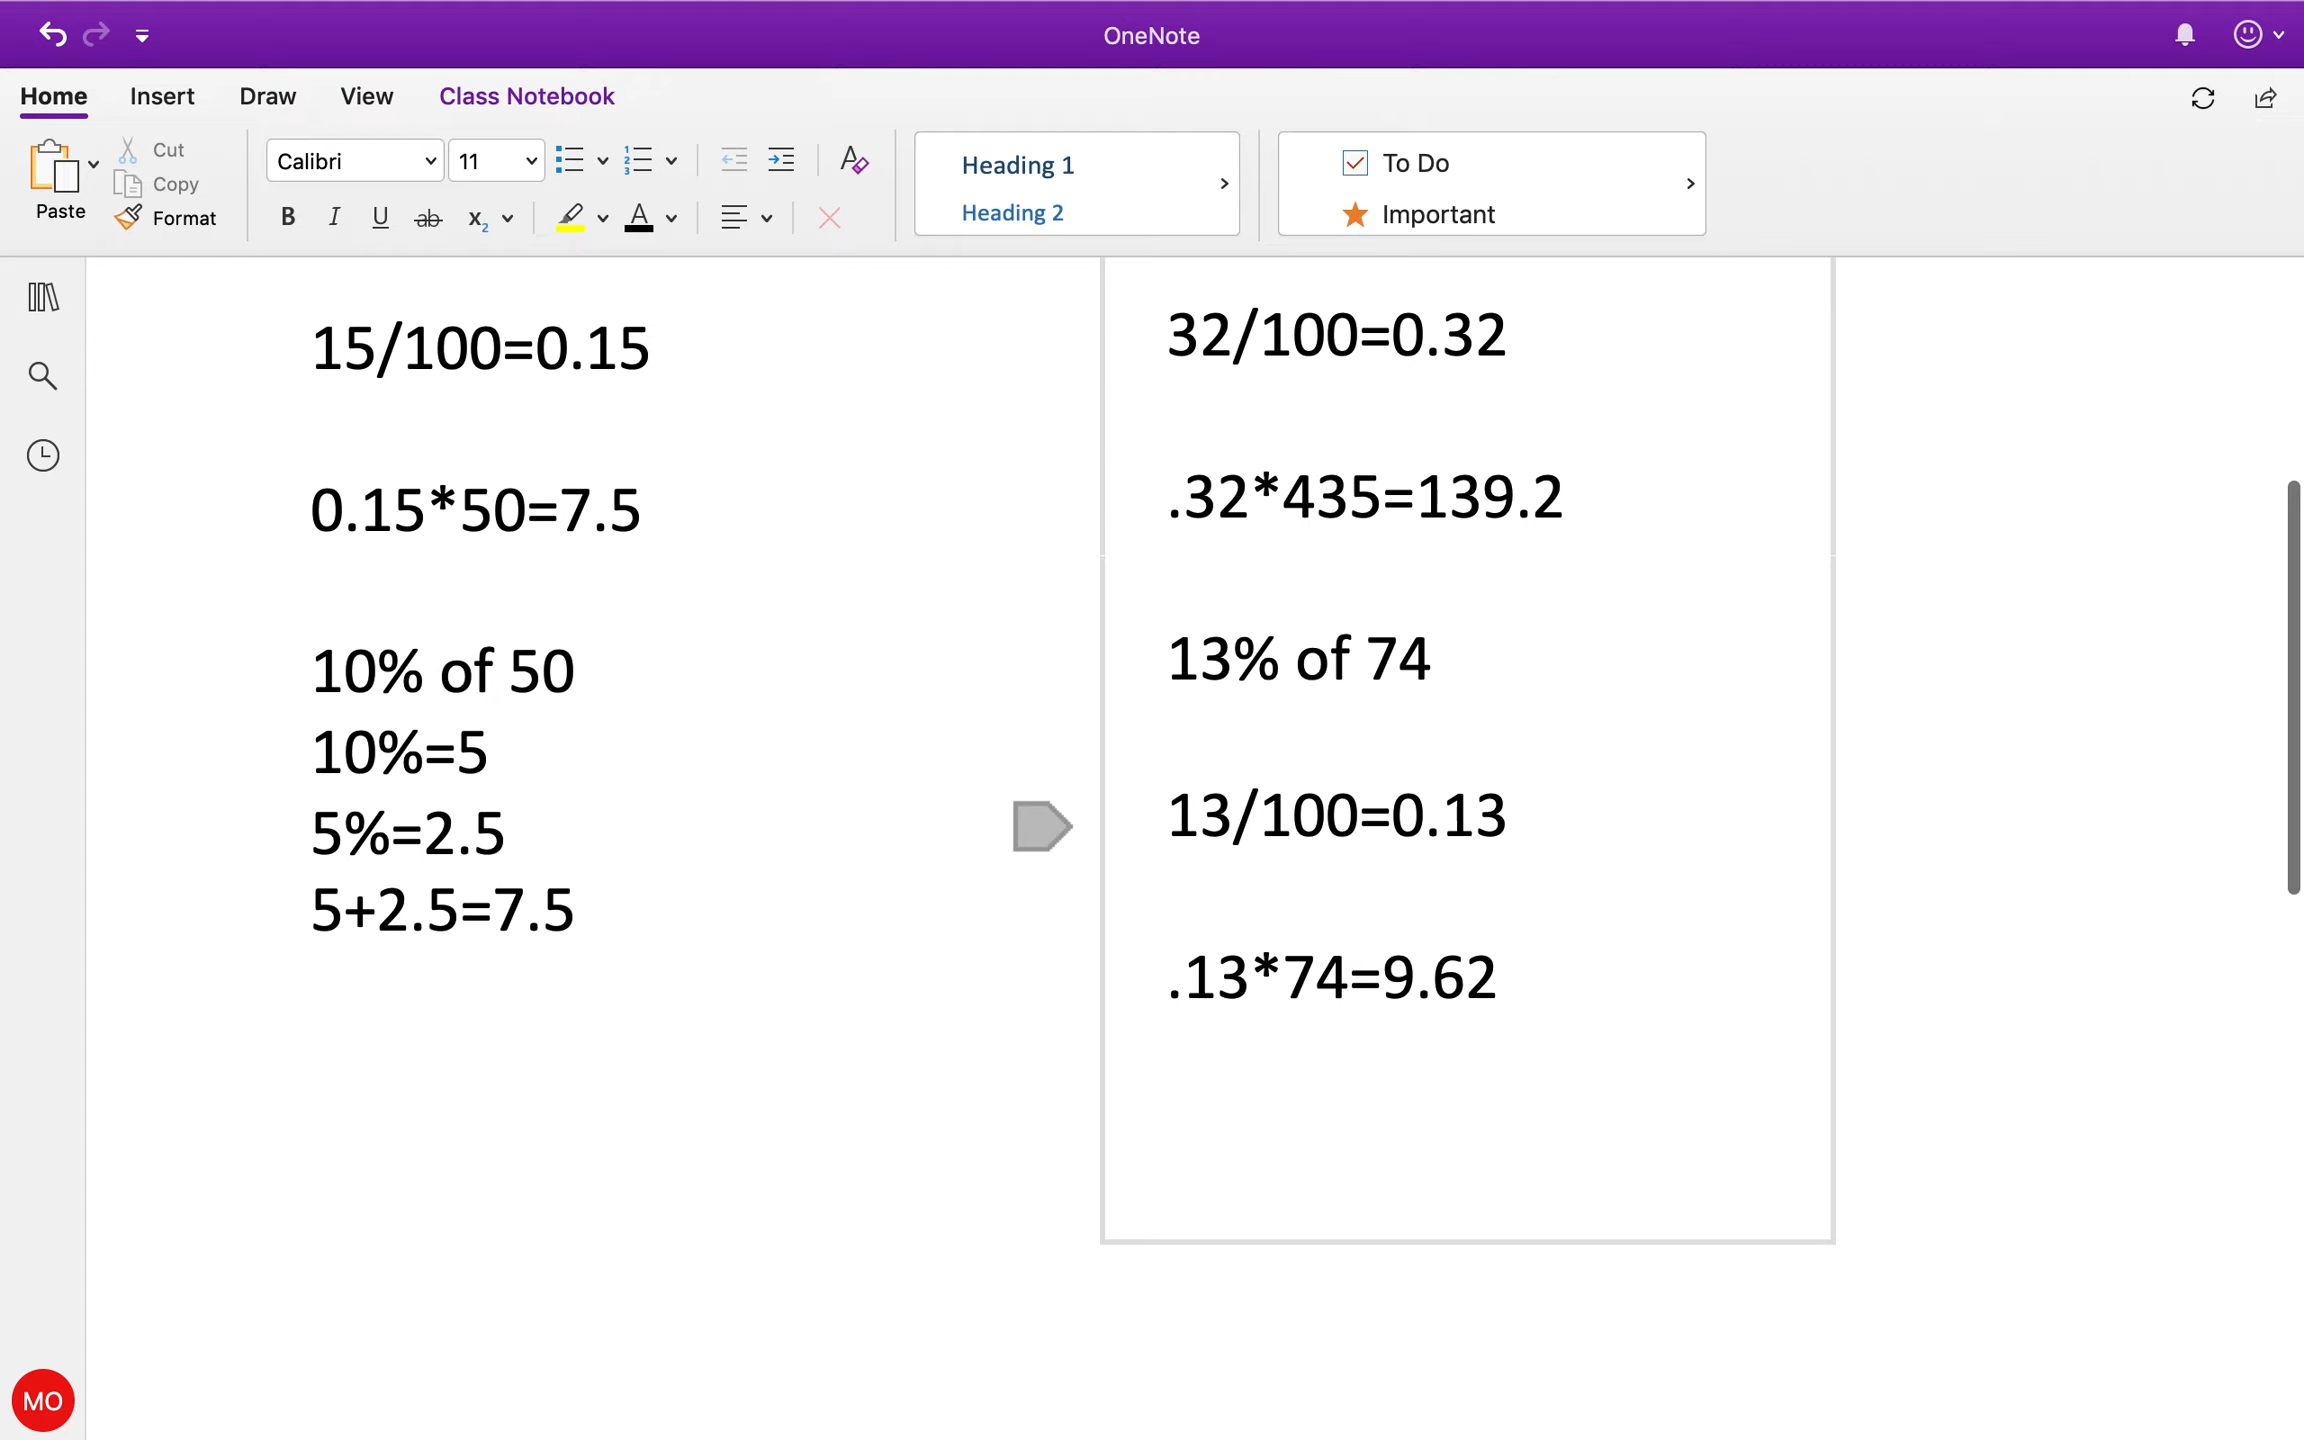 OneNote
Home Insert Draw View Class Notebook
Paste
Cut
Copy
Format
Calibri 11
B I U ab x2 A
Heading 1
Heading 2
To Do
Important
15/100=0.15
0.15*50=7.5
10% of 50
10%=5
5%=2.5
5+2.5=7.5
32/100=0.32
.32*435=139.2
13% of 74
13/100=0.13
.13*74=9.62
MO